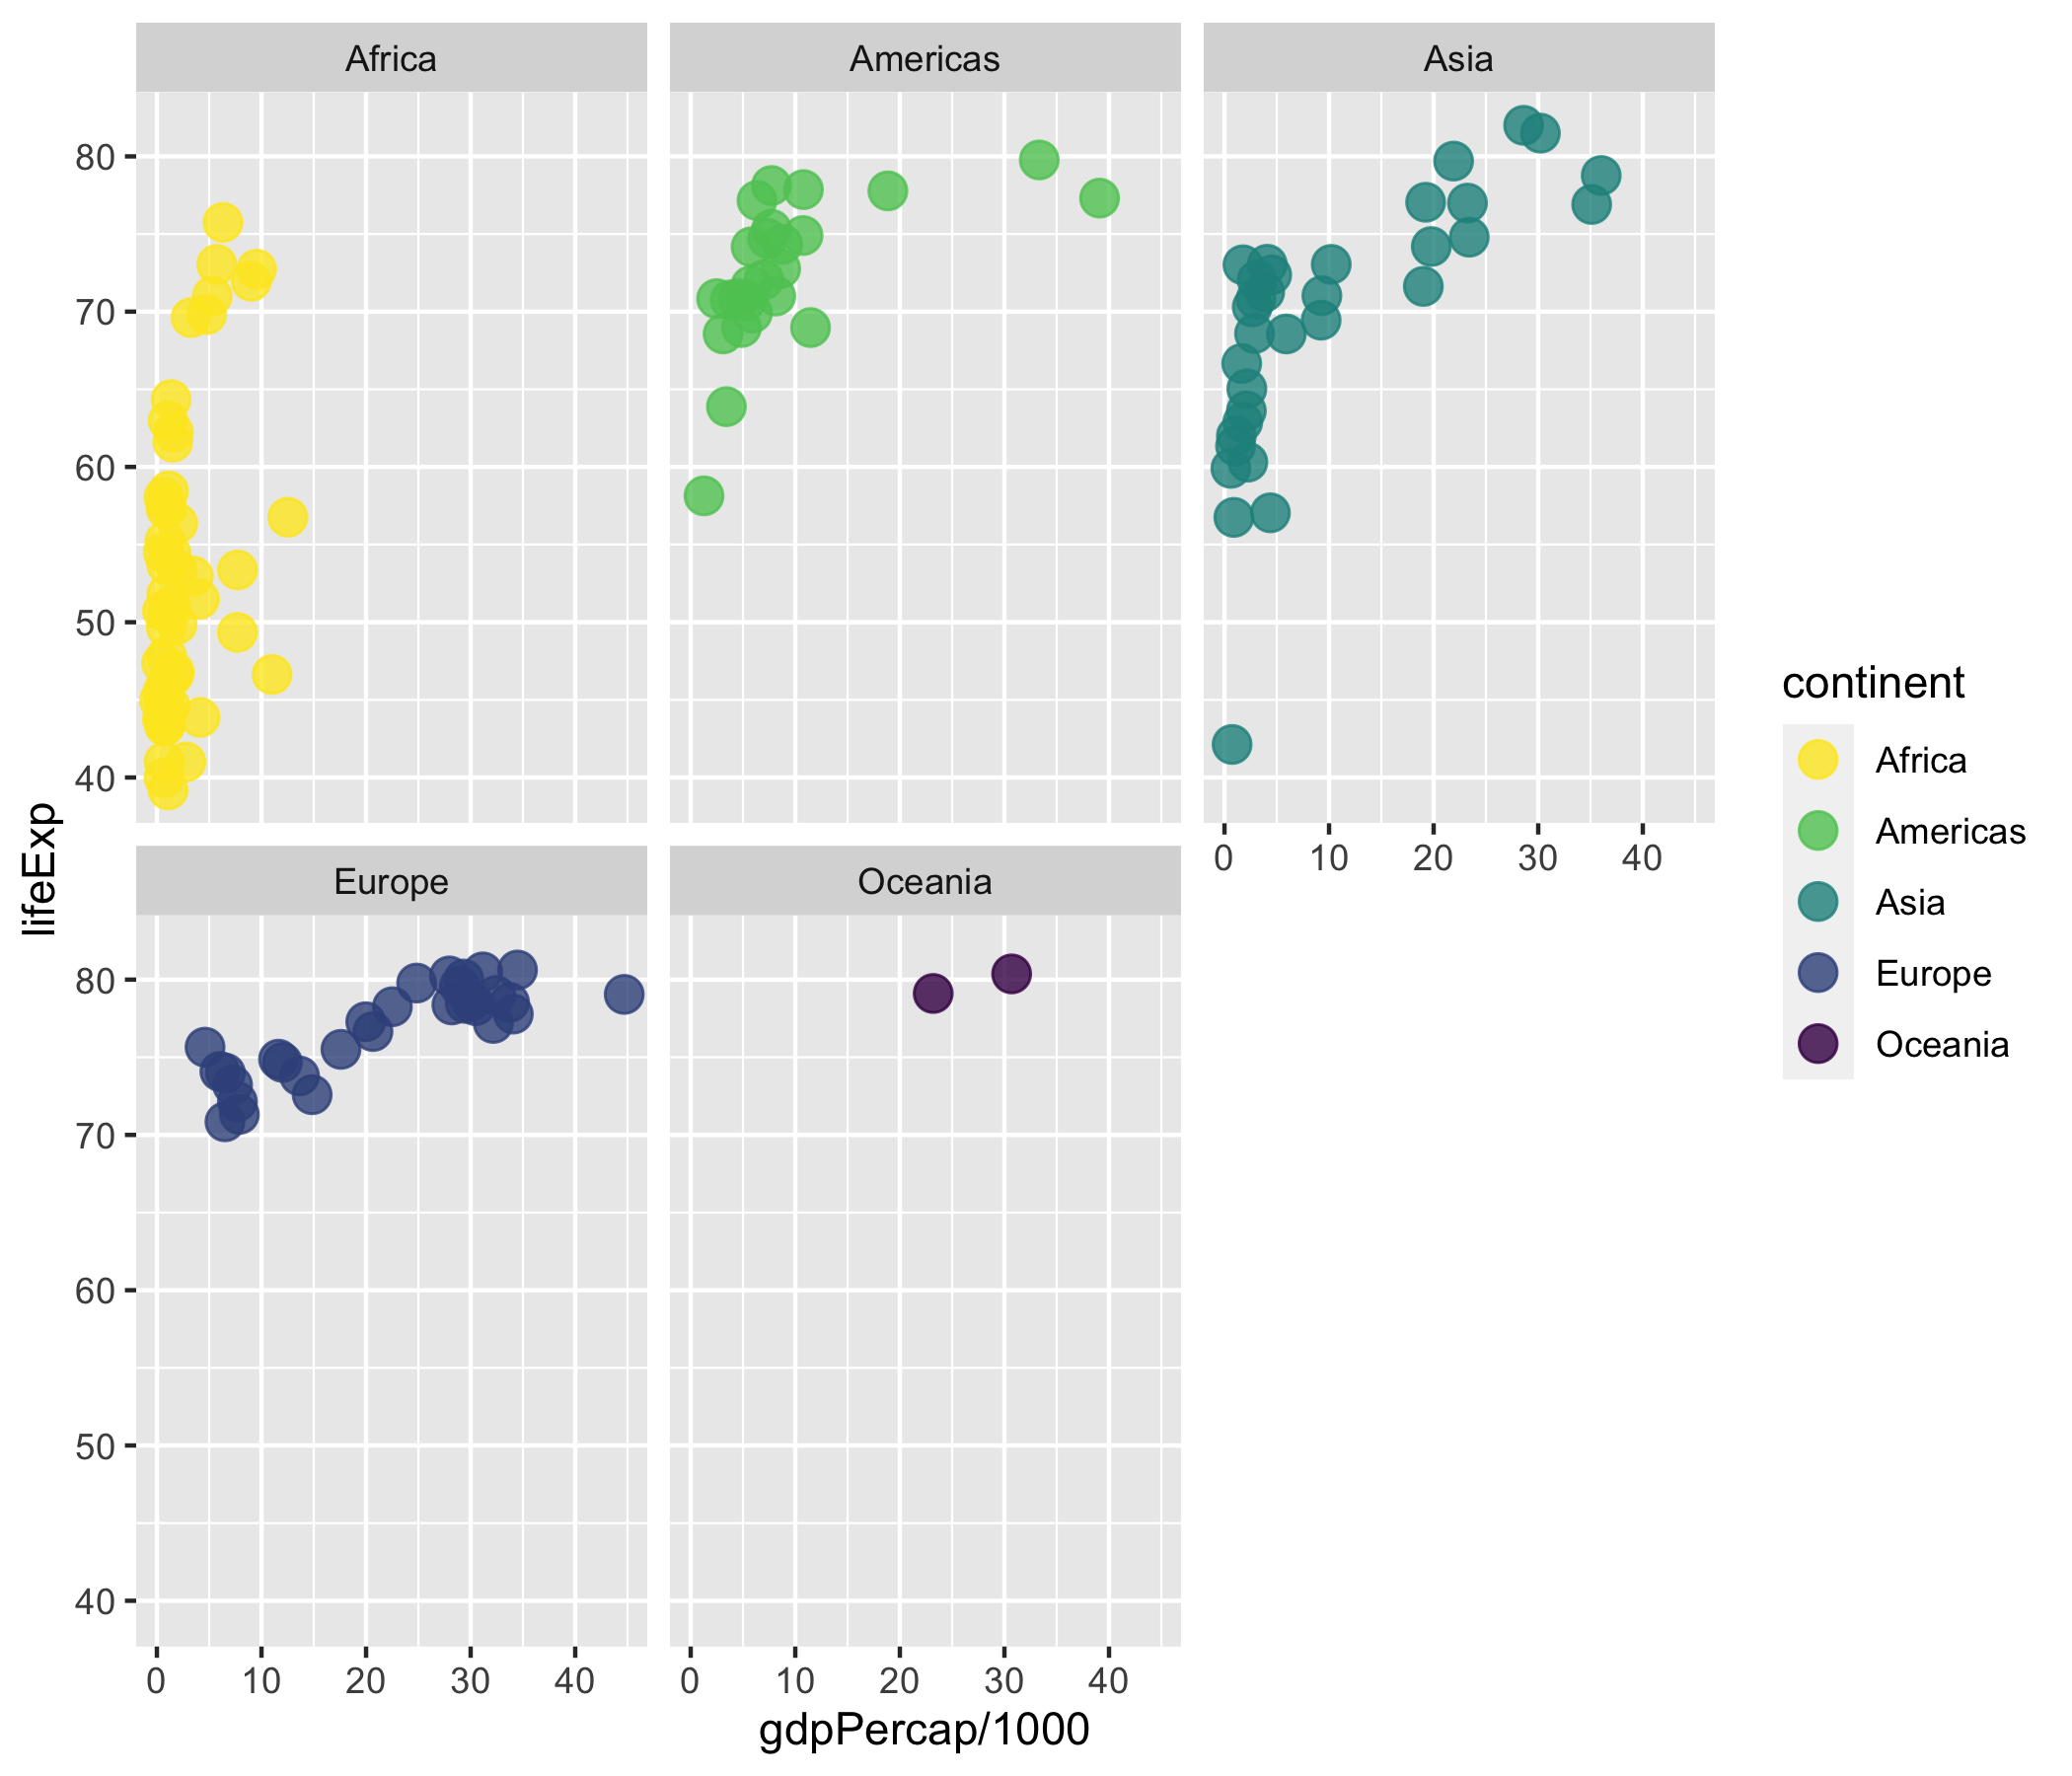 Africa Americas Asia
80
70
60
50
40
0 10 20 30 40
lifeExp
Europe Oceania
80
70
60
50
40
0 10 20 30 40 0 10 20 30 40
gdpPercap/1000
continent
Africa
Americas
Asia
Europe
Oceania